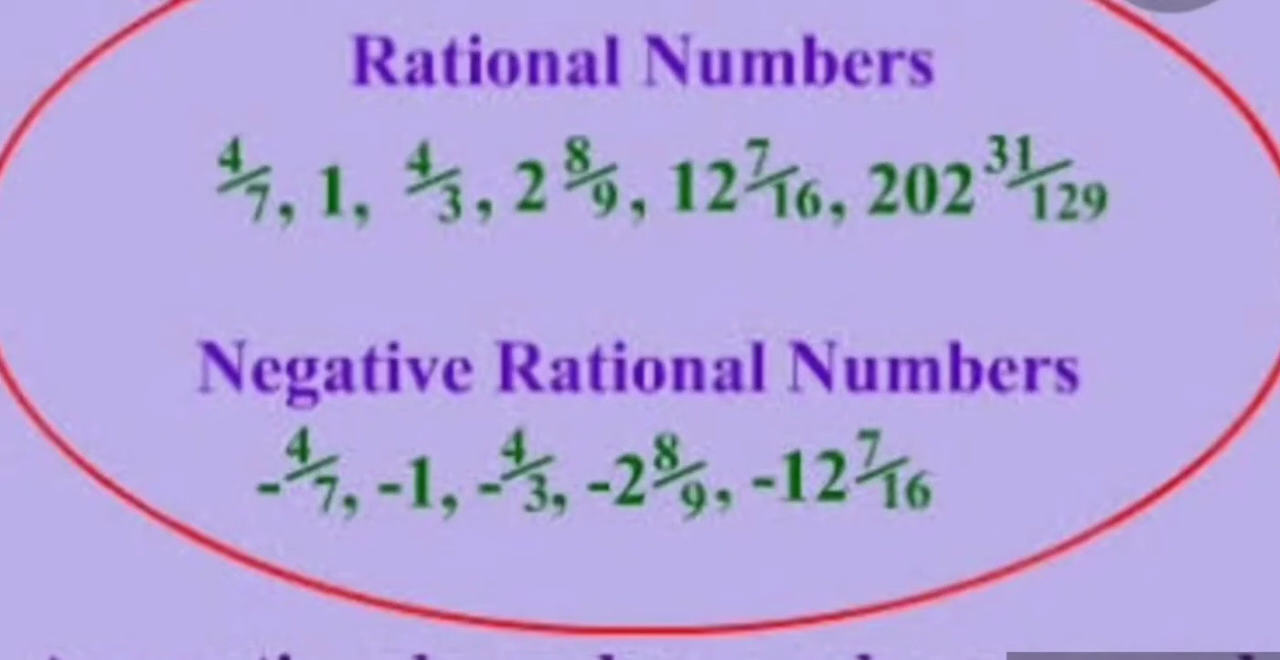 Rational Numbers
4/7, 1, 4/3, 2 8/9, 12 7/16, 202 31/129
Negative Rational Numbers
-4/7, -1, -4/3, -2 8/9, -12 7/16